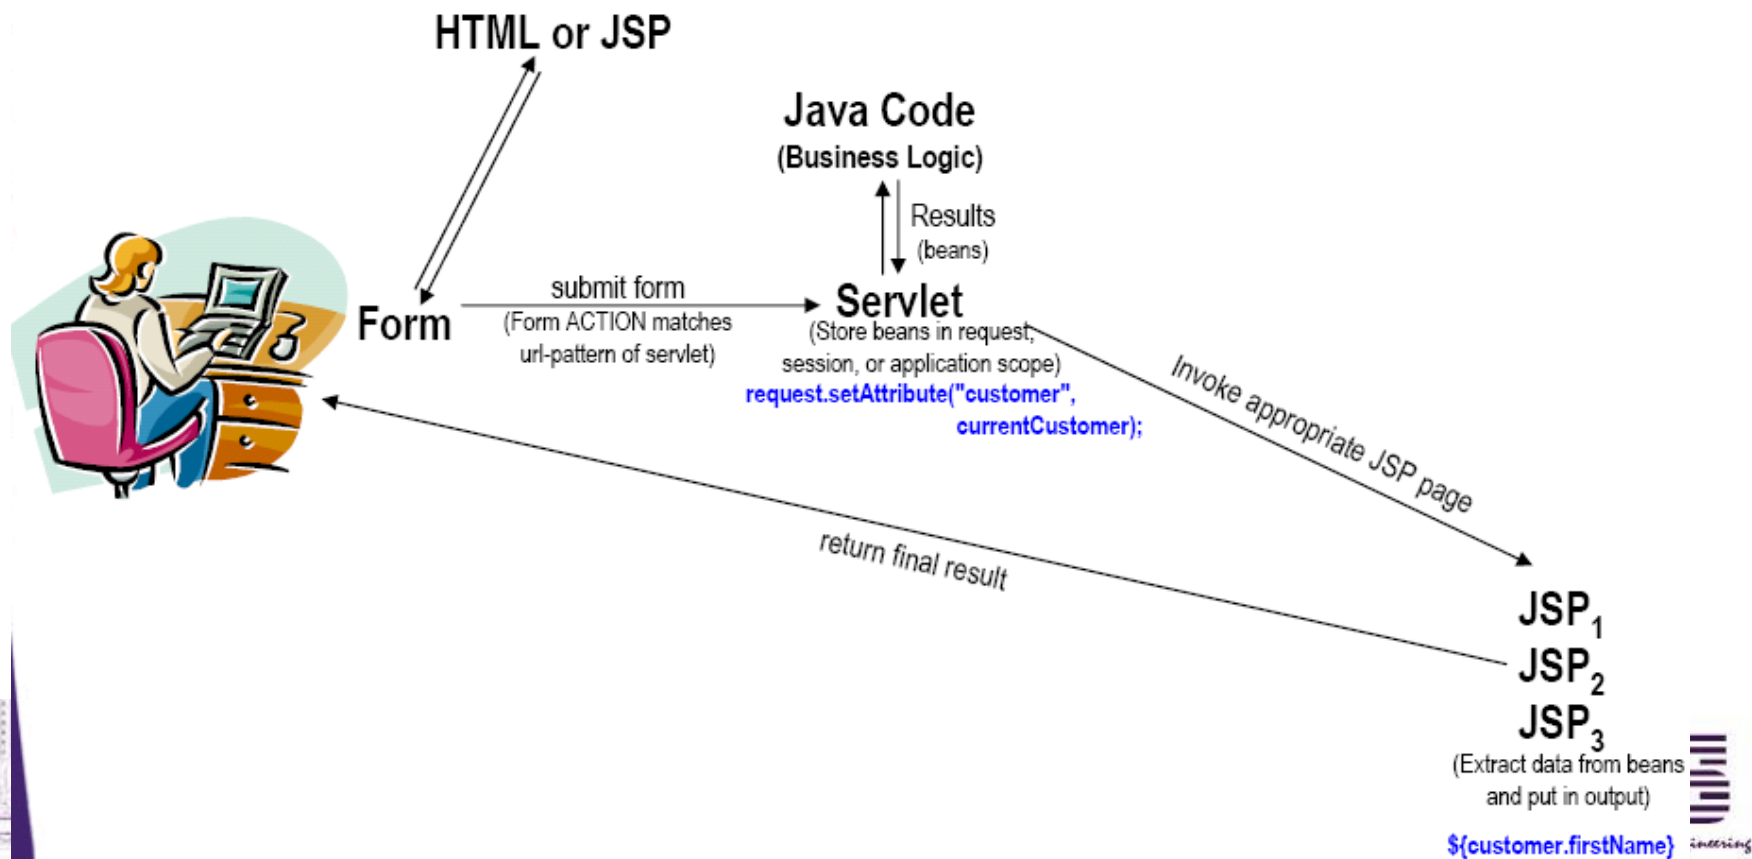 HTML or JSP
Java Code
(Business Logic)
Results
(beans)
submit form
(Form ACTION matches
url-pattern of servlet)
Form
Servlet
(Store beans in request,
session, or application scope)
request.setAttribute("customer",
currentCustomer);
Invoke appropriate JSP page
return final result
JSP1
JSP2
JSP3
(Extract data from beans
and put in output)
${customer.firstName}
ineering